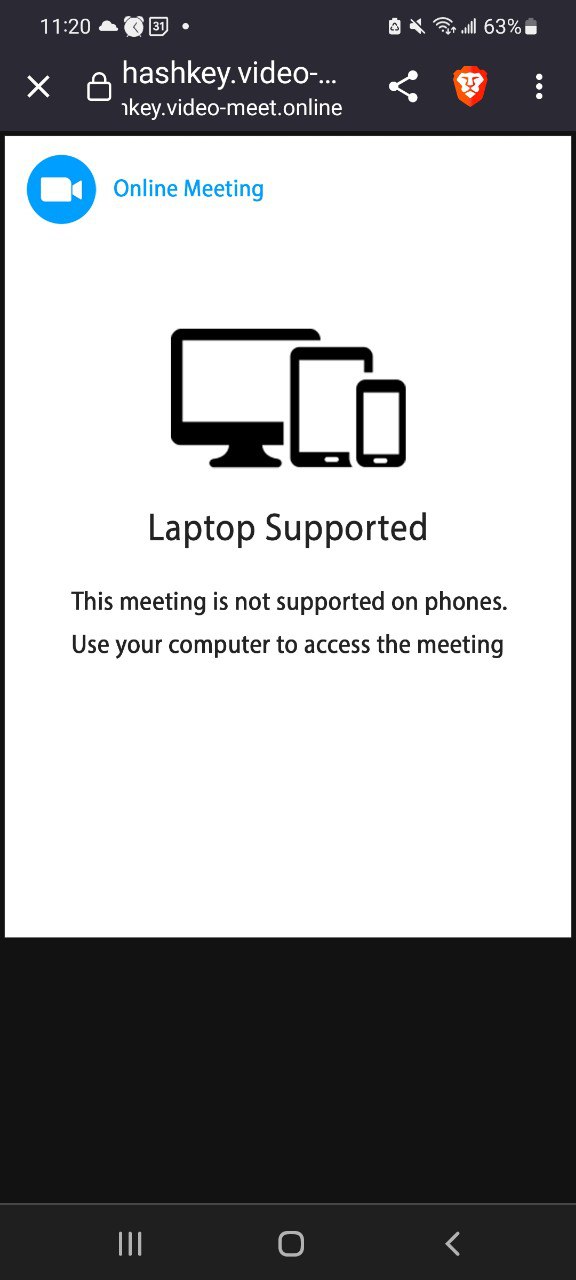 11:20 31 63%
hashkey.video-...
key.video-meet.online
Online Meeting
Laptop Supported
This meeting is not supported on phones.
Use your computer to access the meeting